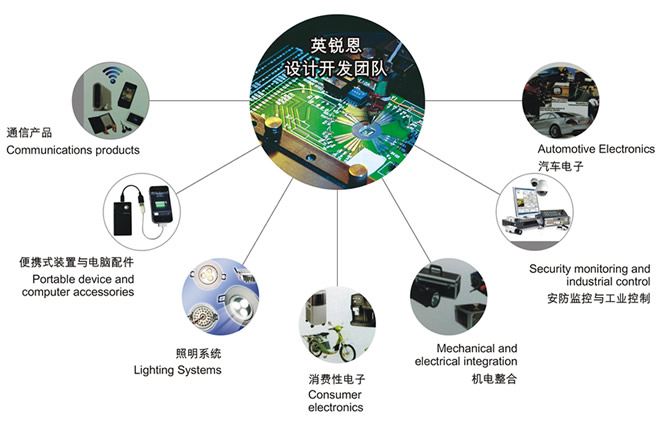 英锐恩
设计开发团队
通信产品
Communications products
Automotive Electronics
汽车电子
便携式装置与电脑配件
Portable device and
computer accessories
Security monitoring and
industrial control
安防监控与工业控制
照明系统
Lighting Systems
消费性电子
Consumer
electronics
Mechanical and
electrical integration
机电整合